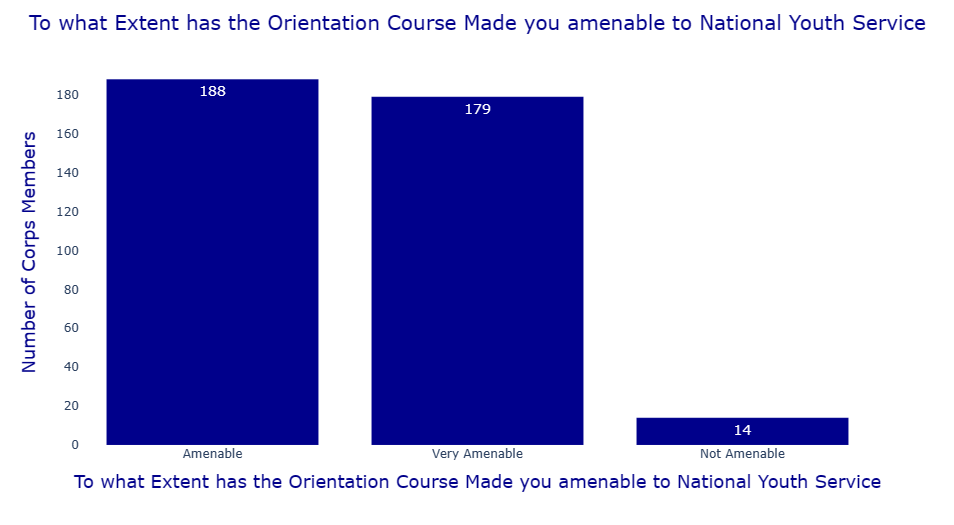 To what Extent has the Orientation Course Made you amenable to National Youth Service
Number of Corps Members
180
160
140
120
100
80
60
40
20
0
188
179
14
Amenable
Very Amenable
Not Amenable
To what Extent has the Orientation Course Made you amenable to National Youth Service